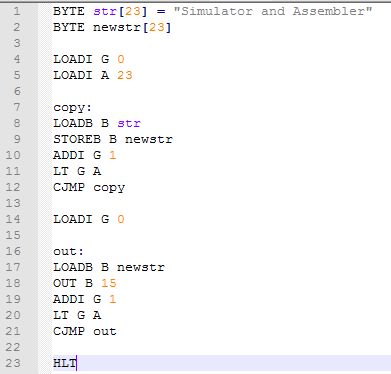 1 BYTE str[23] = "Simulator and Assembler"
2 BYTE newstr[23]
3
4 LOADI G 0
5 LOADI A 23
6
7 copy:
8 LOADB B str
9 STOREB B newstr
10 ADDI G 1
11 LT G A
12 CJMP copy
13
14 LOADI G 0
15
16 out:
17 LOADB B newstr
18 OUT B 15
19 ADDI G 1
20 LT G A
21 CJMP out
22
23 HLT